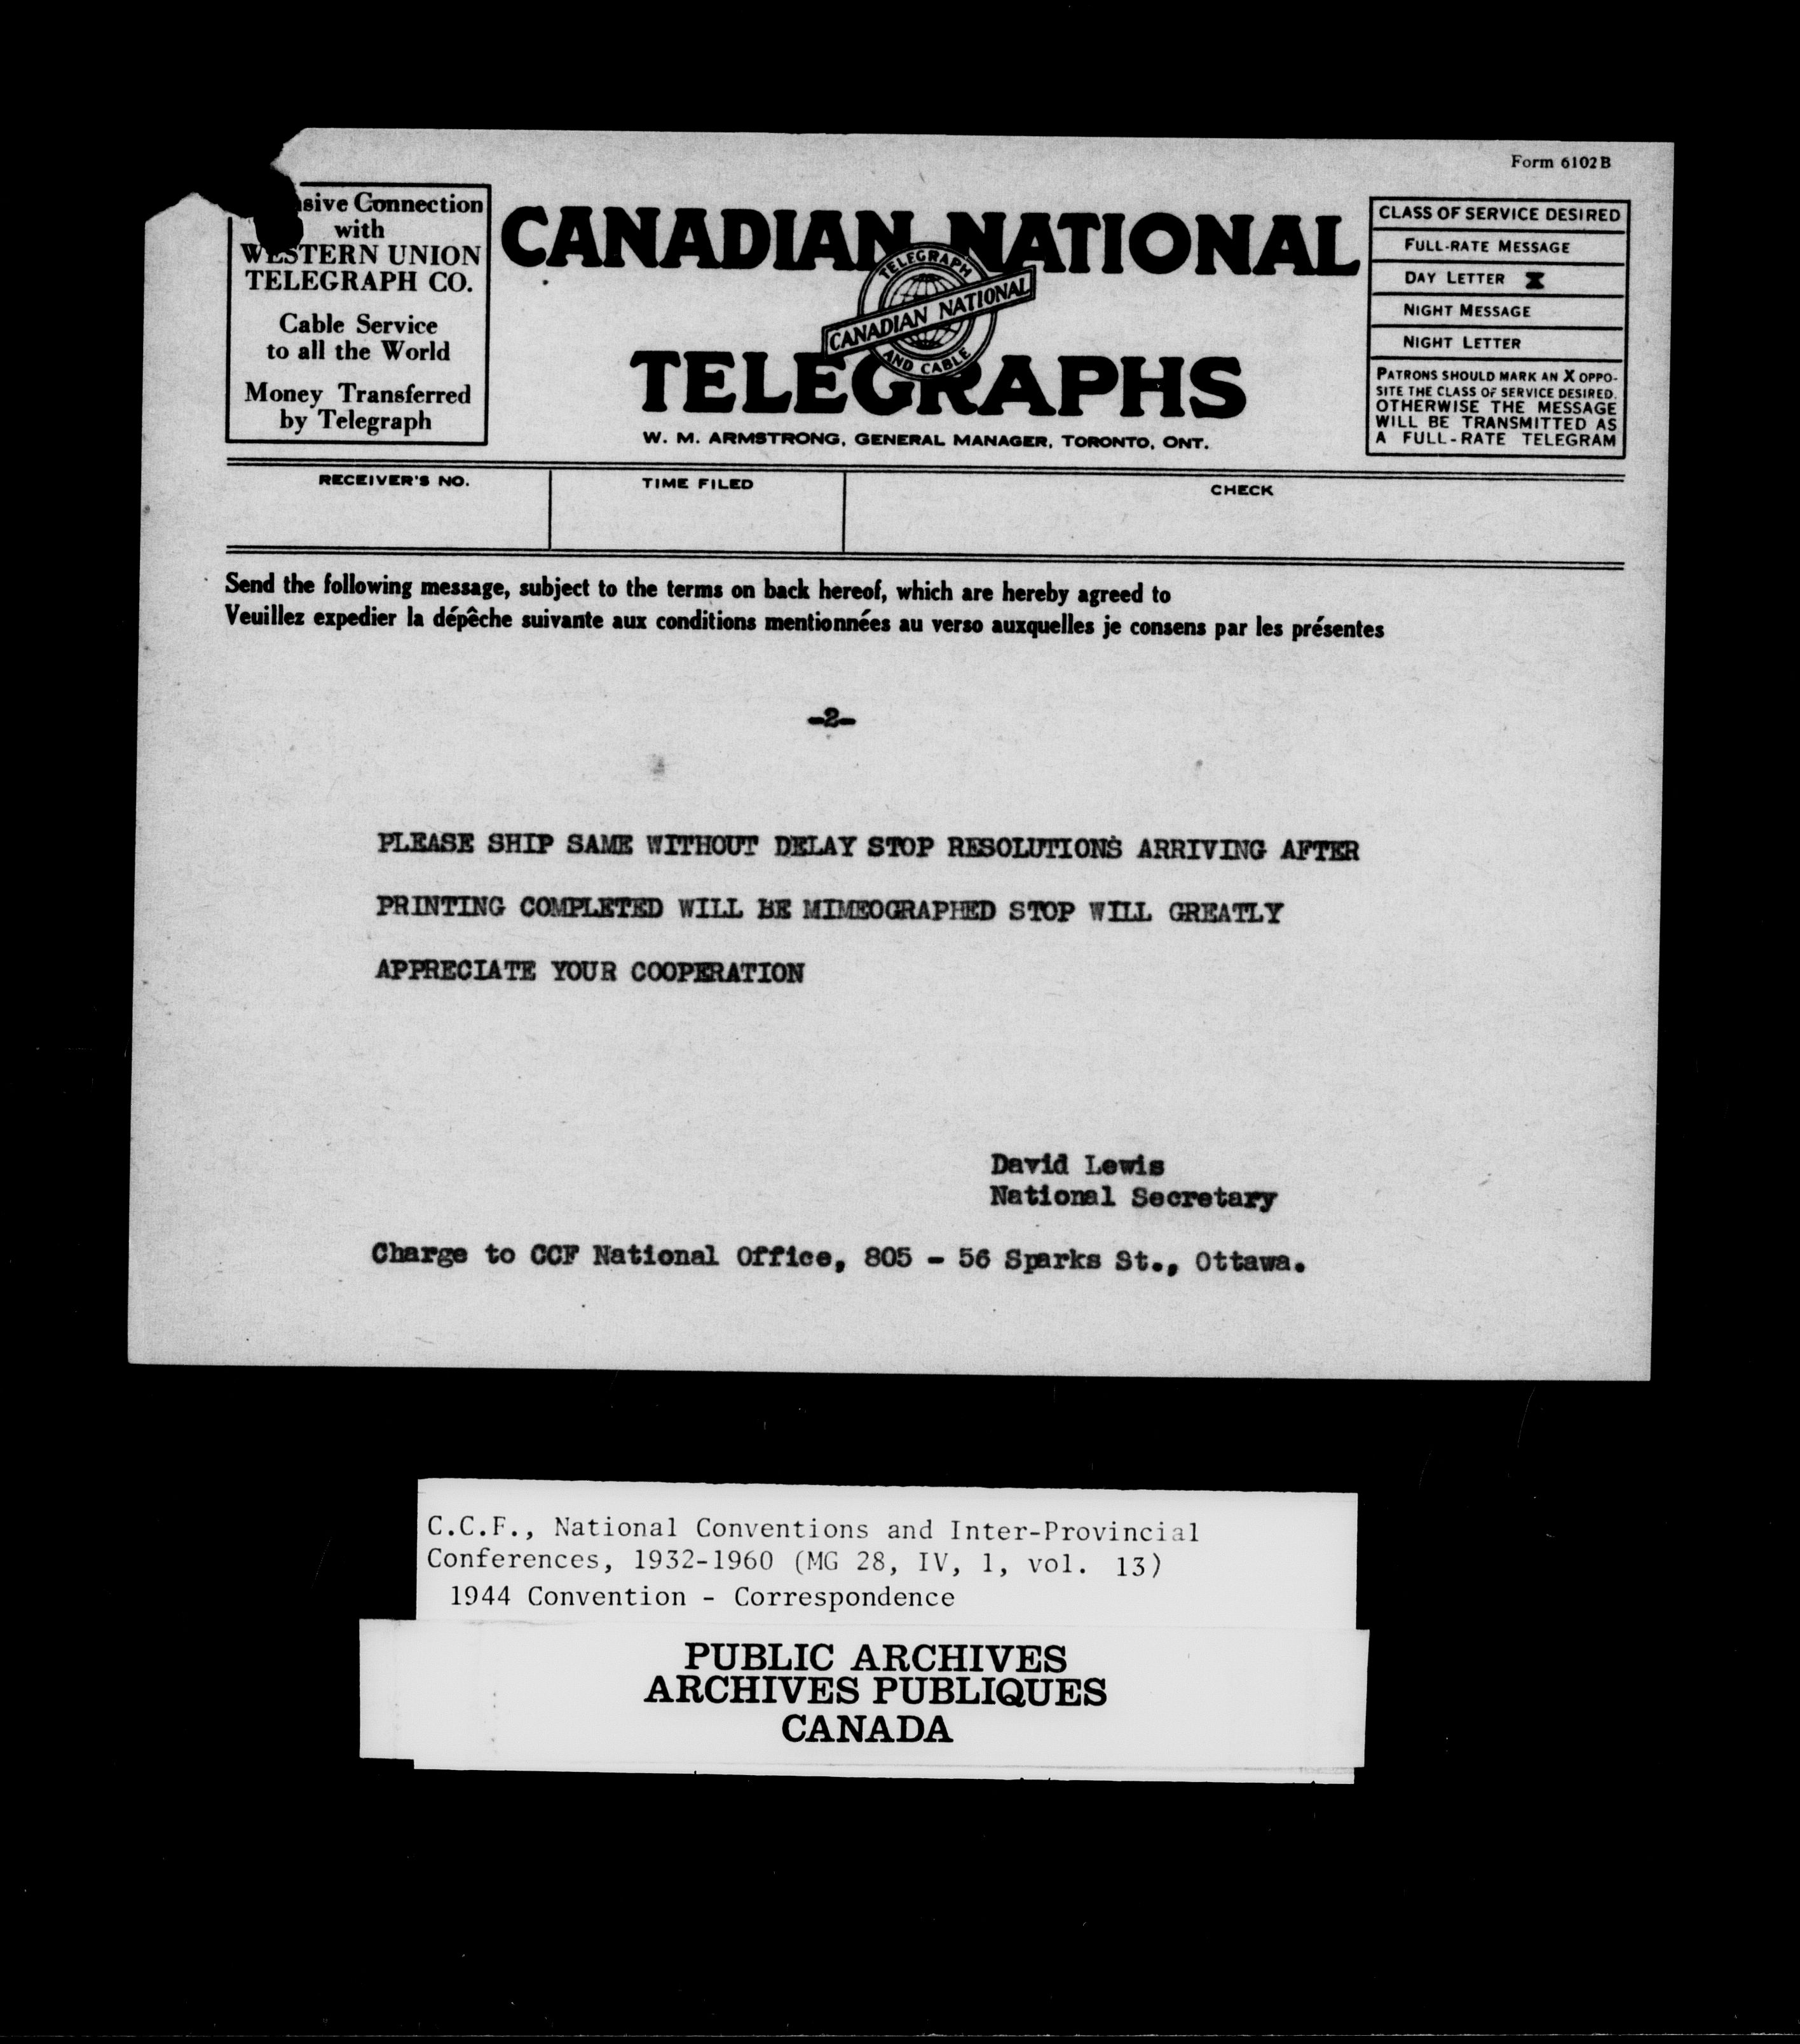 Form 6102B
Connection
with
WESTERN UNION
TELEGRAPH CO.
Cable Service
to all the World
Money Transferred
by Telegraph
CANADIAN NATIONAL
TELEGRAPH
CANADIAN NATIONAL
AND CABLE
TELEGRAPHS
W. M. ARMSTRONG, GENERAL MANAGER, TORONTO, ONT.
CLASS OF SERVICE DESIRED
FULL-RATE MESSAGE
DAY LETTER X
NIGHT MESSAGE
NIGHT LETTER
PATRONS SHOULD MARK AN X OPPO-
SITE THE CLASS OF SERVICE DESIRED.
OTHERWISE THE MESSAGE
WILL BE TRANSMITTED AS
A FULL-RATE TELEGRAM
RECEIVER'S NO.
TIME FILED
CHECK
Send the following message, subject to the terms on back hereof, which are hereby agreed to
Veuillez expedier la dépêche suivante aux conditions mentionnées au verso auxquelles je consens par les présentes
-2-
PLEASE SHIP SAME WITHOUT DELAY STOP RESOLUTIONS ARRIVING AFTER
PRINTING COMPLETED WILL BE MIMEOGRAPHED STOP WILL GREATLY
APPRECIATE YOUR COOPERATION
David Lewis
National Secretary
Charge to CCF National Office, 805 - 56 Sparks St., Ottawa.
C.C.F., National Conventions and Inter-Provincial
Conferences, 1932-1960 (MG 28, IV, 1, vol. 13)
1944 Convention - Correspondence
PUBLIC ARCHIVES
ARCHIVES PUBLIQUES
CANADA